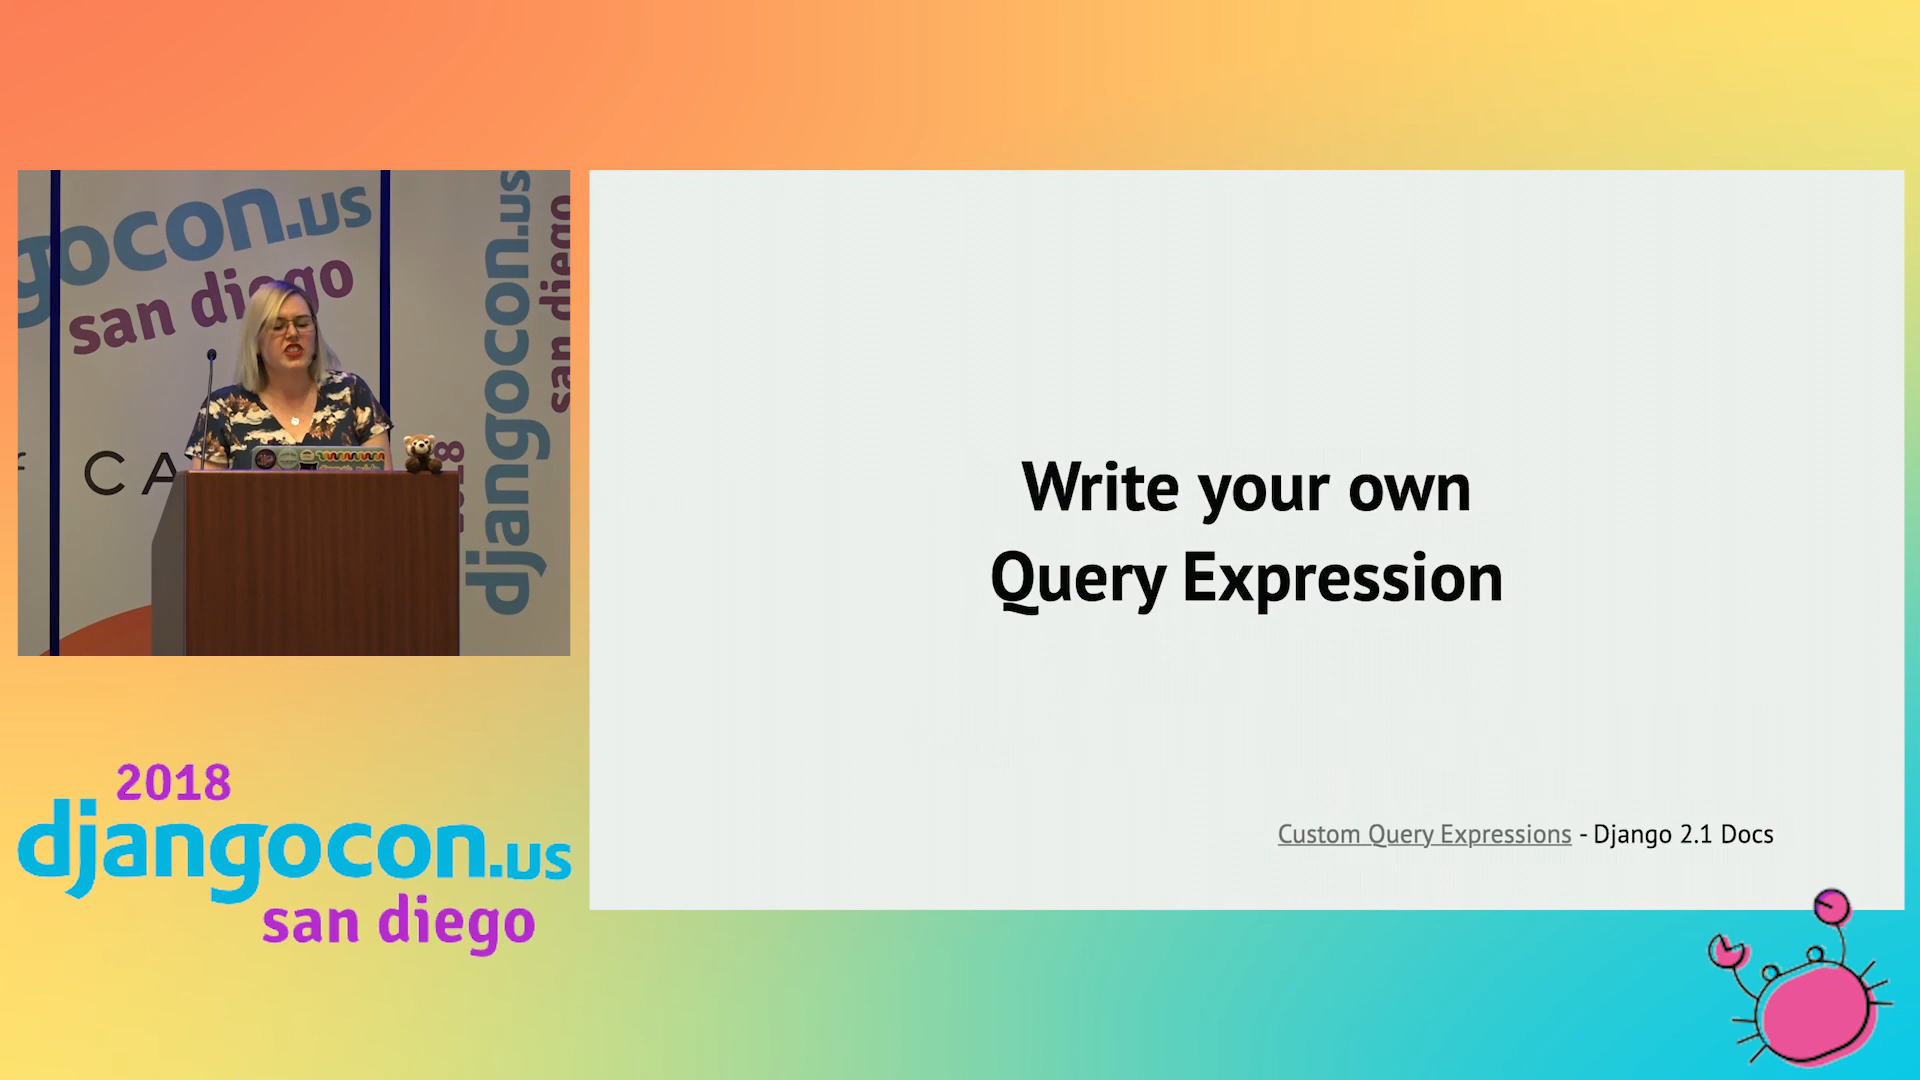 gocon.us
san diego
CA
djangocon.us
san diego
2018
Write your own
Query Expression
Custom Query Expressions - Django 2.1 Docs
2018
djangocon.us
san diego